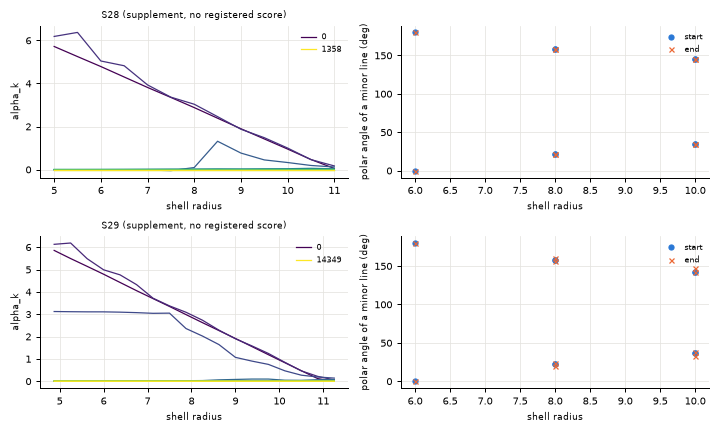 S28 (supplement, no registered score)
alpha_k
6
4
2
0
0
1358
5 6 7 8 9 10 11
shell radius
polar angle of a minor line (deg)
150
100
50
0
start
end
6.0 6.5 7.0 7.5 8.0 8.5 9.0 9.5 10.0
shell radius
S29 (supplement, no registered score)
alpha_k
6
5
4
3
2
1
0
0
14349
5 6 7 8 9 10 11
shell radius
polar angle of a minor line (deg)
150
100
50
0
start
end
6.0 6.5 7.0 7.5 8.0 8.5 9.0 9.5 10.0
shell radius